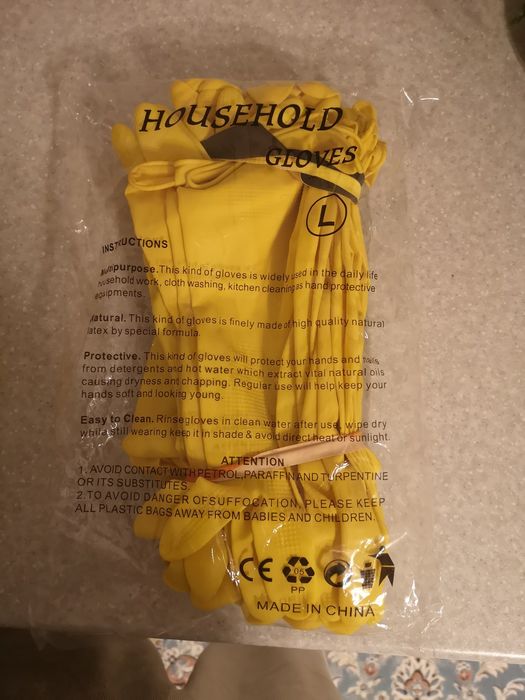 HOUSEHOLD
GLOVES
L
INSTRUCTIONS
Multipurpose.This kind of gloves is widely used in the daily life
household work, cloth washing, kitchen cleaning as hand protective
equipments.
Natural. This kind of gloves is finely made of high quality natural
latex by special formula.
Protective. This kind of gloves will protect your hands and nails
from detergents and hot water which extract vital natural oils
causing dryness and chapping. Regular use will help keep your
hands soft and looking young.
Easy to Clean. Rinsegloves in clean water after use, wipe dry
whilst still wearing keep it in shade & avoid direct heat or sunlight.
ATTENTION
1. AVOID CONTACT WITH PETROL,PARAFFIN AND TURPENTINE
OR ITS SUBSTITUTES.
2.TO AVOID DANGER OF SUFFOCATION, PLEASE KEEP
ALL PLASTIC BAGS AWAY FROM BABIES AND CHILDREN.
CE 05
PP
MADE IN CHINA